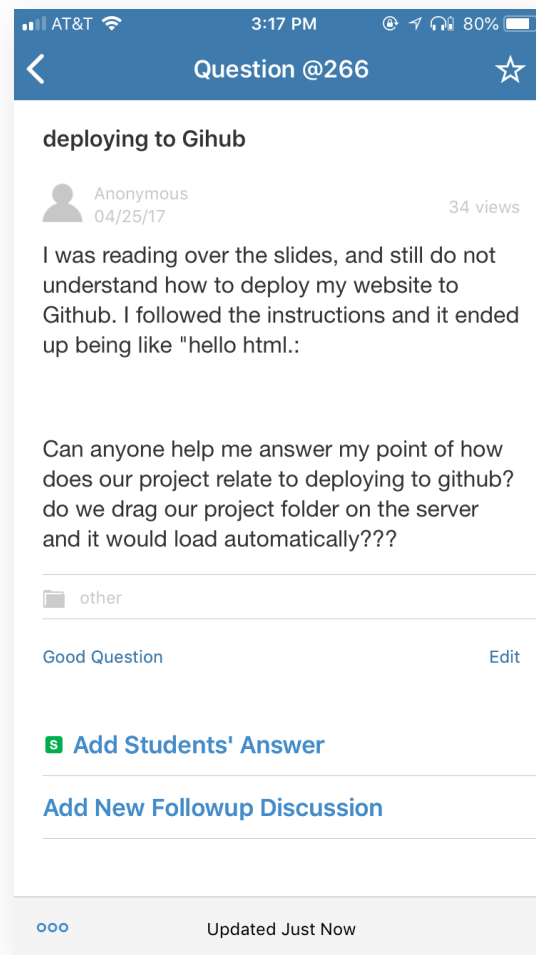 AT&T 3:17 PM 80%
Question @266
deploying to Gihub
Anonymous
04/25/17
34 views
I was reading over the slides, and still do not
understand how to deploy my website to
Github. I followed the instructions and it ended
up being like "hello html.:
Can anyone help me answer my point of how
does our project relate to deploying to github?
do we drag our project folder on the server
and it would load automatically???
other
Good Question Edit
S Add Students' Answer
Add New Followup Discussion
Updated Just Now